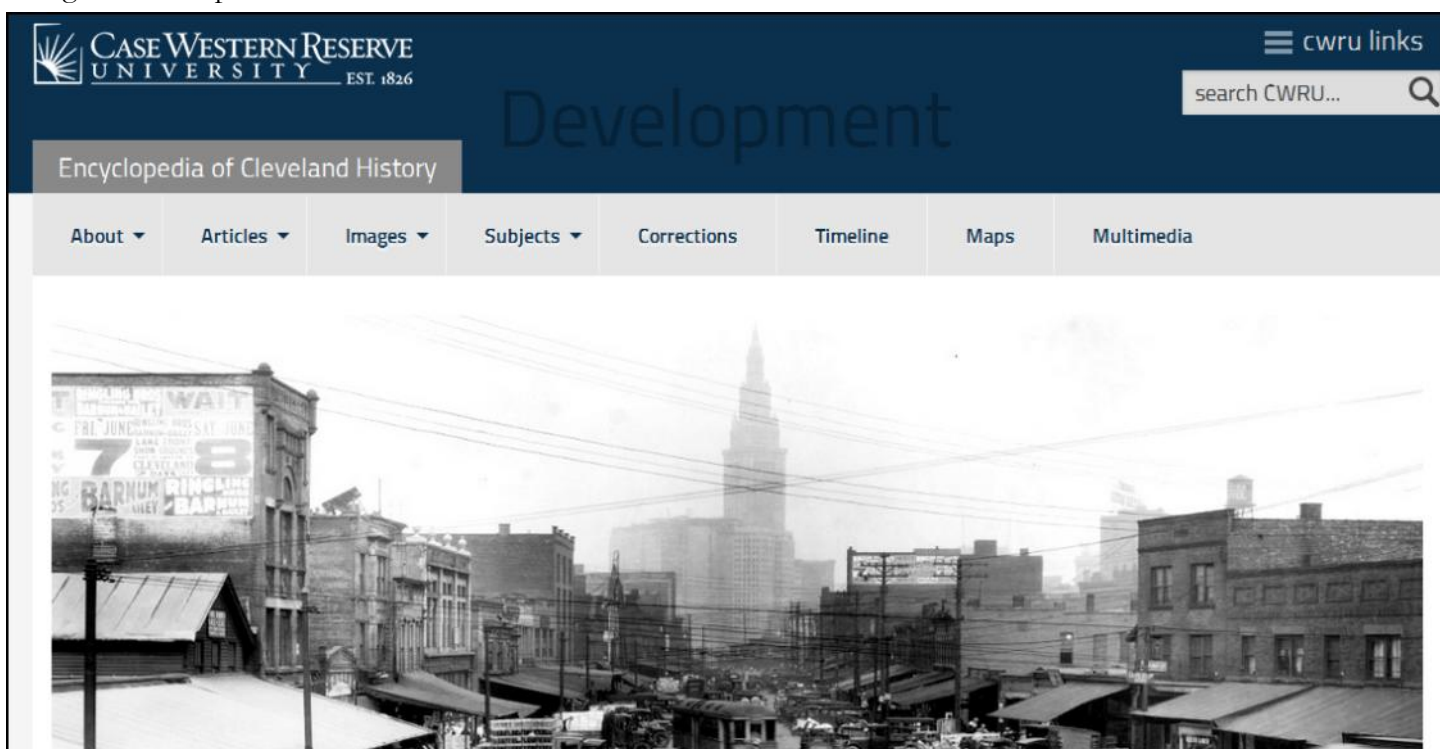 CASE WESTERN RESERVE
UNIVERSITY EST. 1826
cwru links
search CWRU...
Development
Encyclopedia of Cleveland History
About
Articles
Images
Subjects
Corrections
Timeline
Maps
Multimedia
WAIT
FRI. JUNE
SAT. JUNE
7
8
CLEVELAND
BARNUM
RINGLING
BARNUM